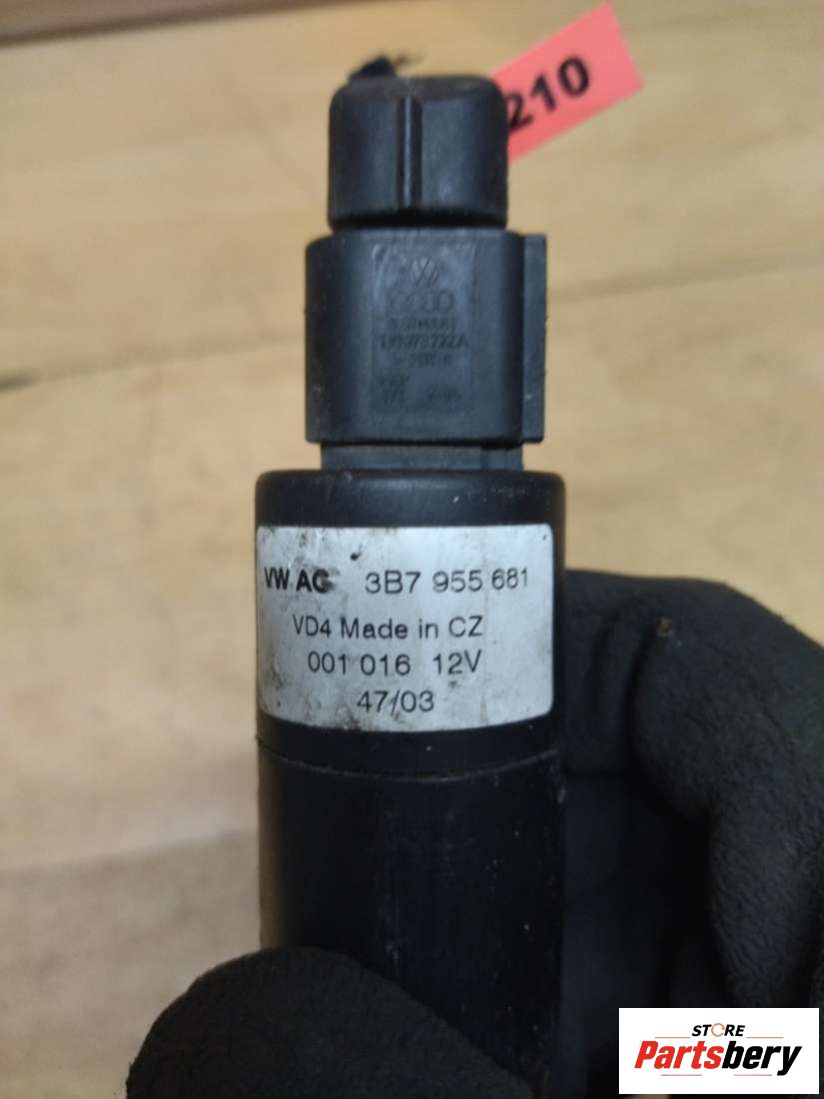 210
VW AG 3B7 955 681
VD4 Made in CZ
001 016 12V
47/03
STORE
Partsbery